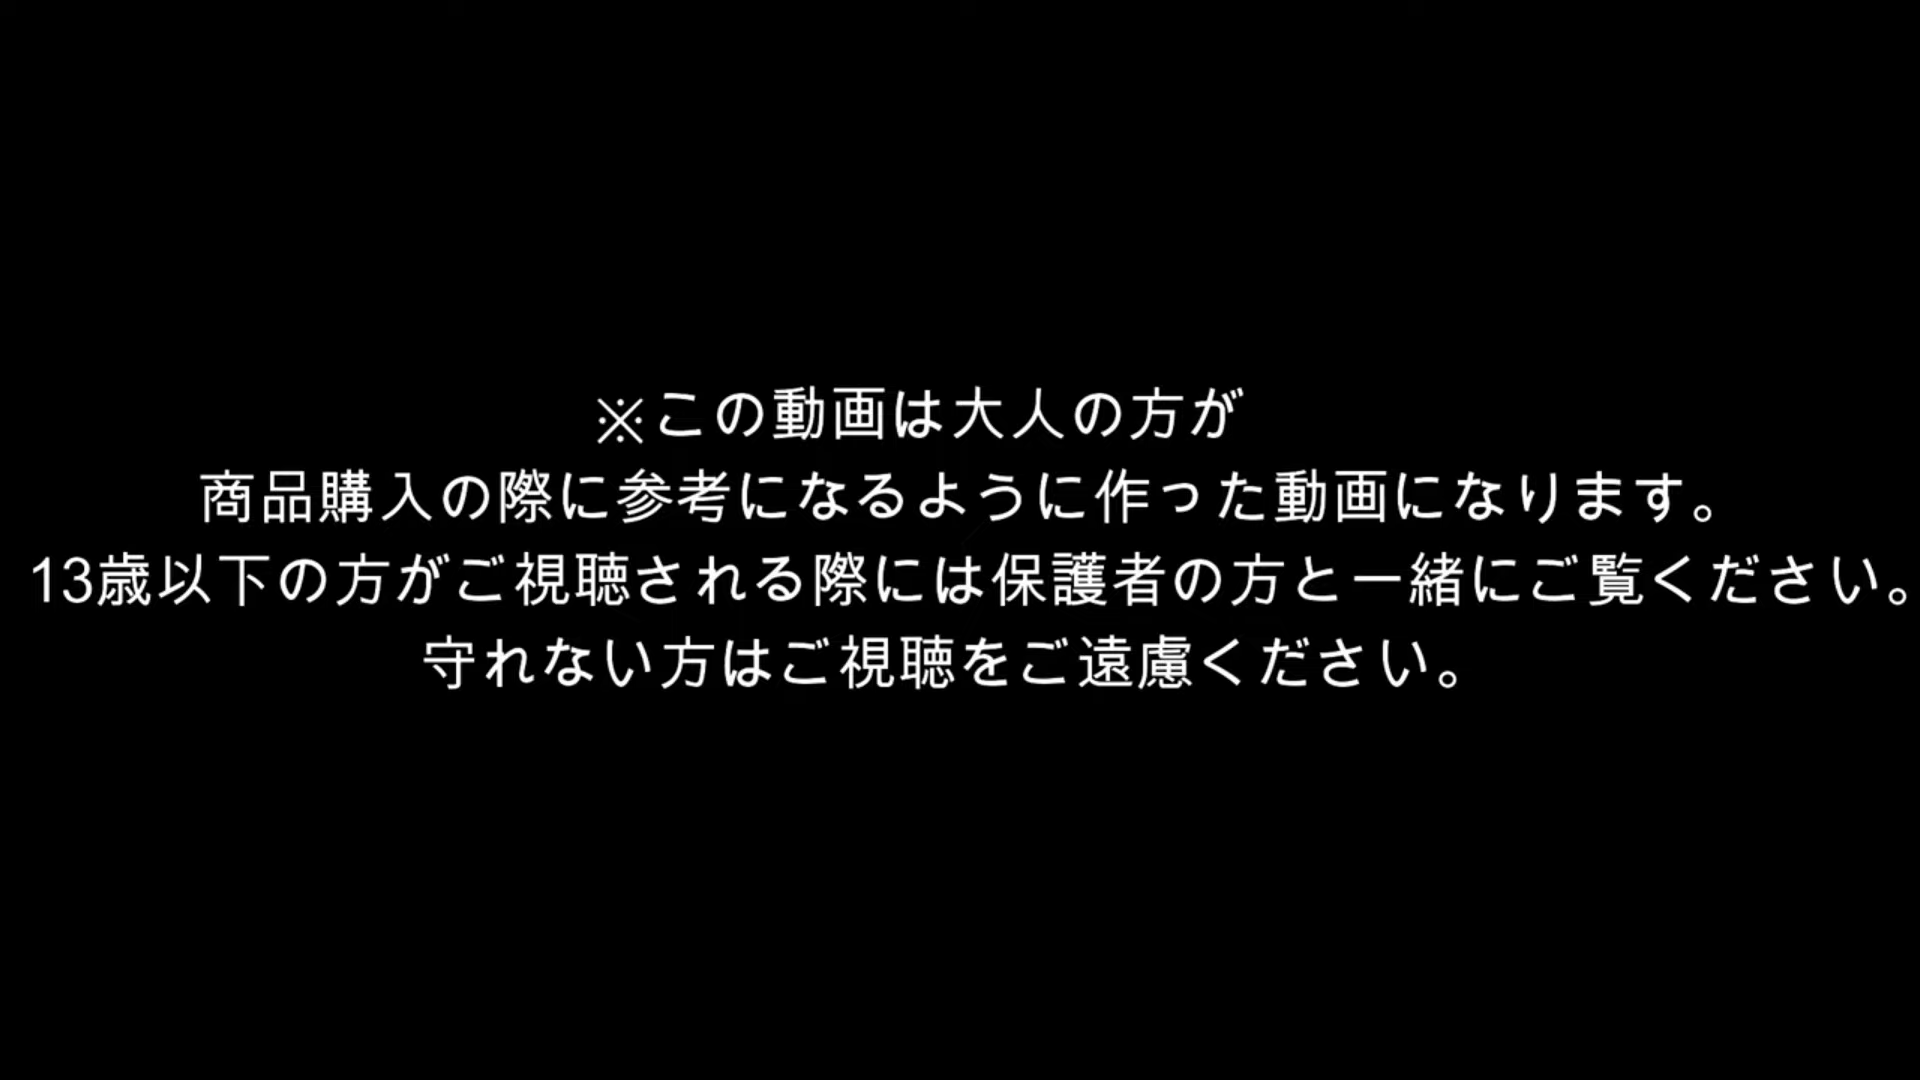 ※この動画は大人の方が
商品購入の際に参考になるように作った動画になります。
13歳以下の方がご視聴される際には保護者の方と一緒にご覧ください。
守れない方はご視聴をご遠慮ください。